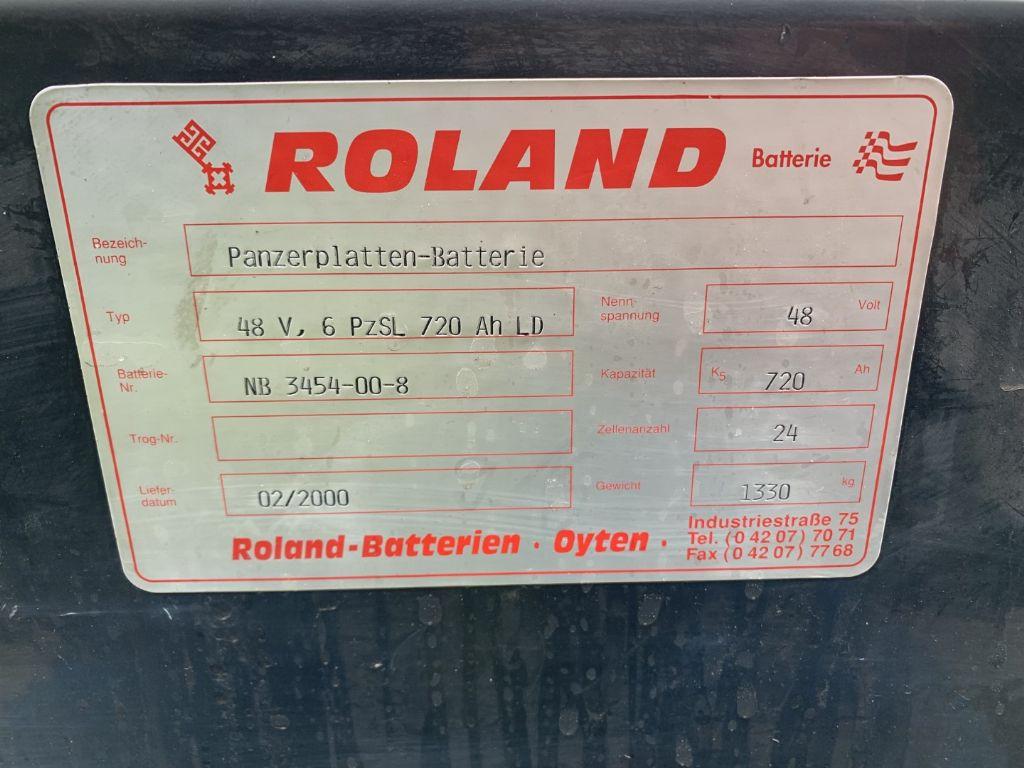 ROLAND Batterie
Bezeich-
nung
Panzerplatten-Batterie
Typ
48 V, 6 PzSL 720 Ah LD
Nenn-
spannung
48 Volt
Batterie-
Nr.
NB 3454-00-8
Kapazität
K5 720 Ah
Trog-Nr.
Zellenanzahl
24
Liefer-
datum
02/2000
Gewicht
1330 kg
Roland-Batterien · Oyten ·
Industriestraße 75
Tel. (0 42 07) 70 71
Fax (0 42 07) 77 68